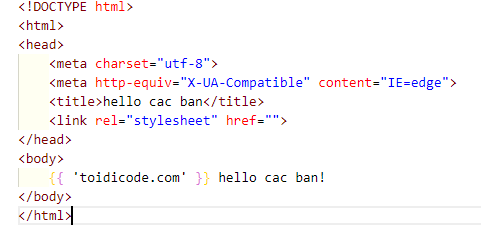 <!DOCTYPE html>
<html>
<head>
    <meta charset="utf-8">
    <meta http-equiv="X-UA-Compatible" content="IE=edge">
    <title>hello cac ban</title>
    <link rel="stylesheet" href="">
</head>
<body>
    {{ 'toidicode.com' }} hello cac ban!
</body>
</html>